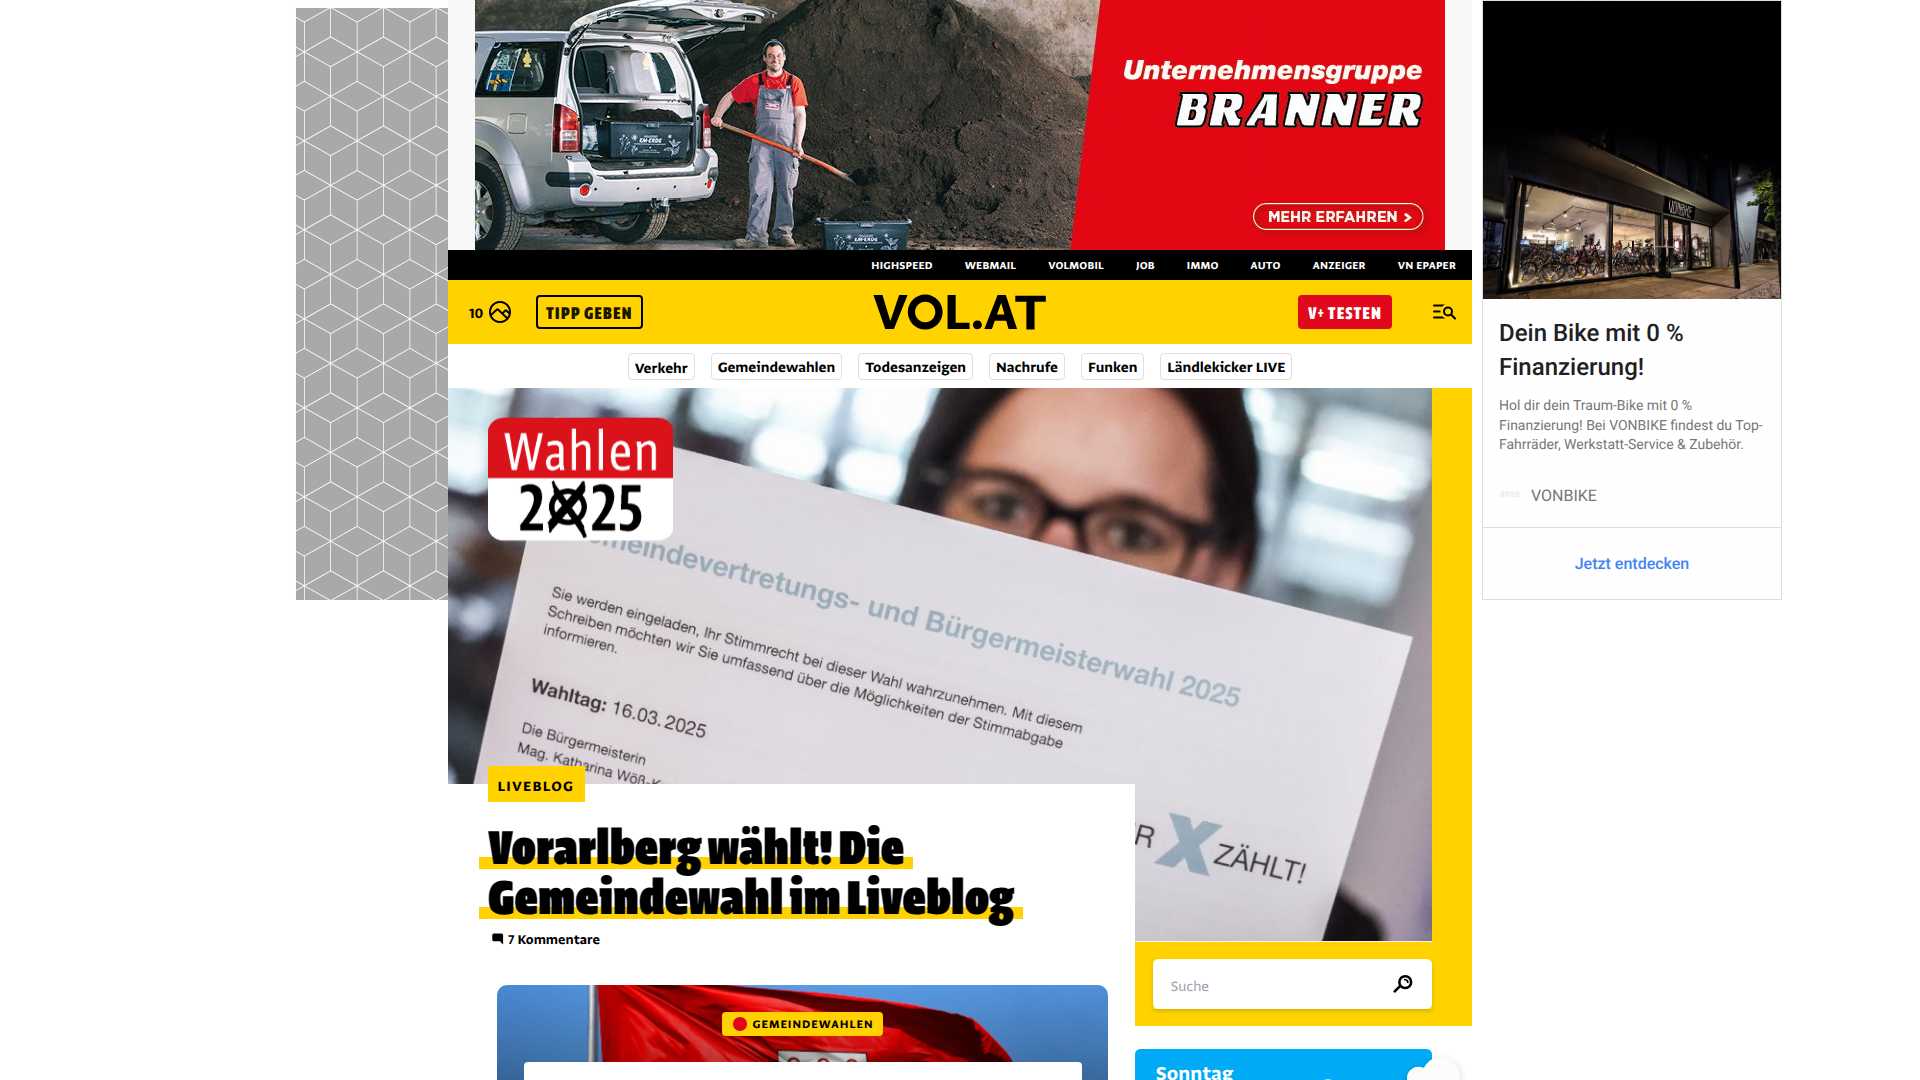 Unternehmensgruppe
BRANNER
MEHR ERFAHREN >
HIGHSPEED WEBMAIL VOLMOBIL JOB IMMO AUTO ANZEIGER VN EPAPER
10
TIPP GEBEN
VOL.AT
V+ TESTEN
Verkehr Gemeindewahlen Todesanzeigen Nachrufe Funken Ländlekicker LIVE
Wahlen
2025
meindevertretungs- und Bürgermeisterwahl 2025
Sie werden eingeladen, Ihr Stimmrecht bei dieser Wahl wahrzunehmen. Mit diesem
Schreiben möchten wir Sie umfassend über die Möglichkeiten der Stimmabgabe
informieren.
Wahltag: 16.03.2025
Die Bürgermeisterin
Mag. Katharina Wöß-K
R X ZÄHLT!
LIVEBLOG
Vorarlberg wählt! Die
Gemeindewahl im Liveblog
7 Kommentare
GEMEINDEWAHLEN
Suche
Sonntag
VONBIKE
Dein Bike mit 0 %
Finanzierung!
Hol dir dein Traum-Bike mit 0 %
Finanzierung! Bei VONBIKE findest du Top-
Fahrräder, Werkstatt-Service & Zubehör.
VONBIKE
Jetzt entdecken